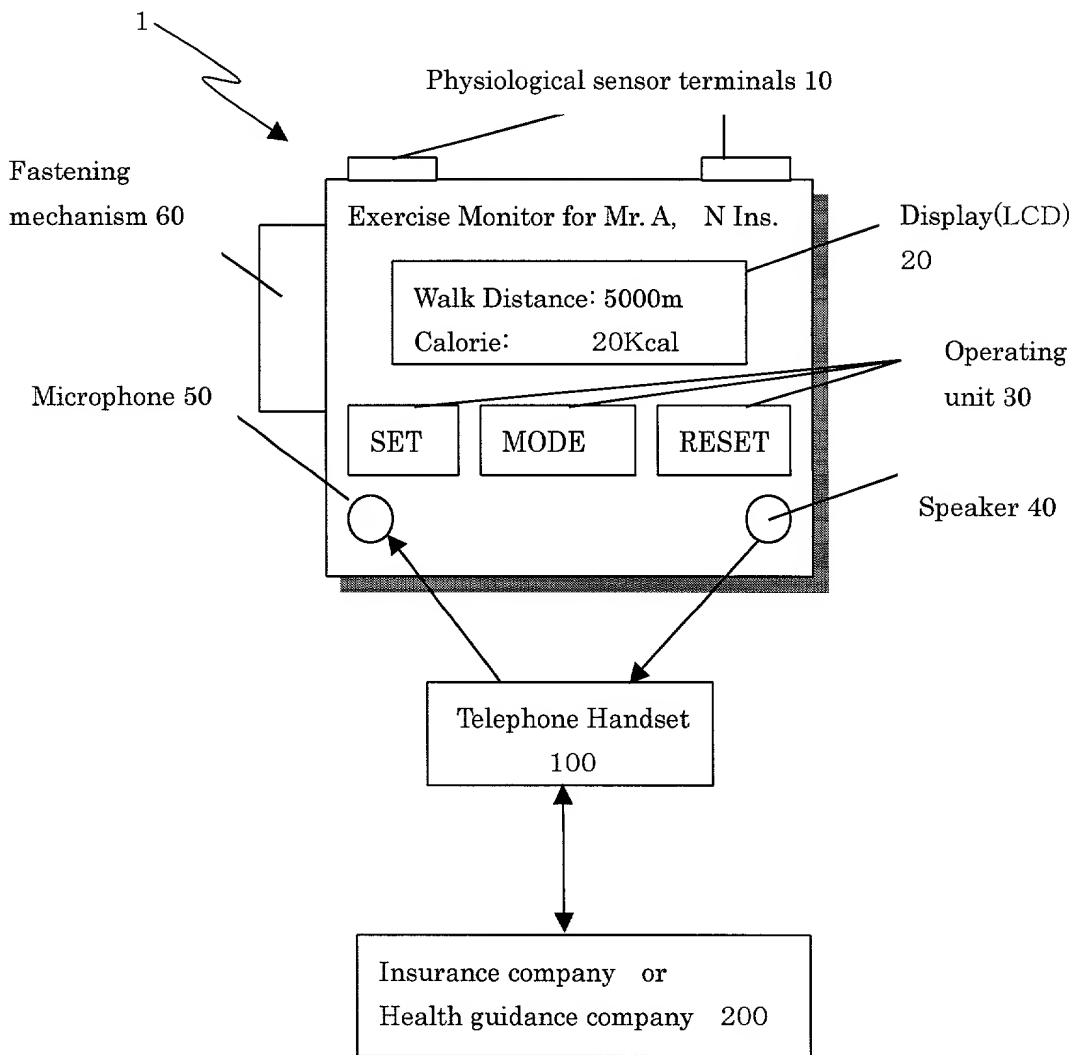 1
Physiological sensor terminals 10
Fastening
mechanism 60
Exercise Monitor for Mr. A, N Ins.
Display(LCD)
20
Walk Distance: 5000m
Calorie: 20Kcal
Operating
unit 30
Microphone 50
SET
MODE
RESET
Speaker 40
Telephone Handset
100
Insurance company or
Health guidance company 200